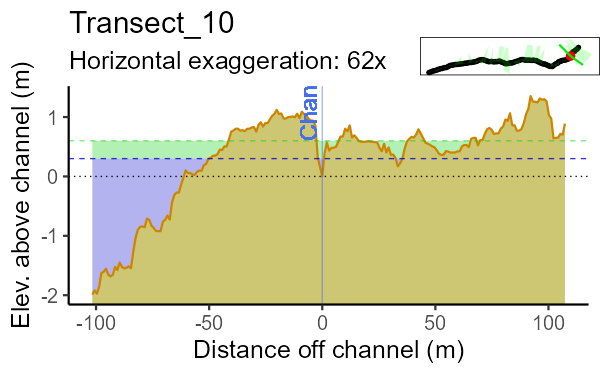 Transect_10
Horizontal exaggeration: 62x
Elev. above channel (m)
1
0
-1
-2
Chan
-100 -50 0 50 100
Distance off channel (m)